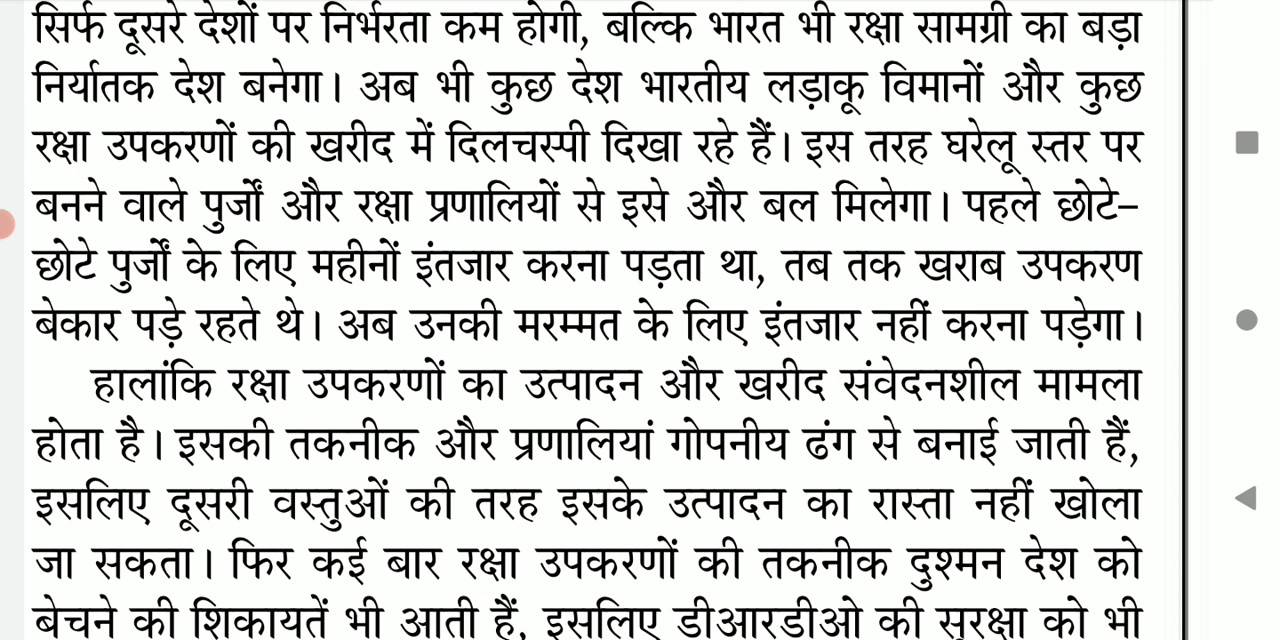 सिर्फ दूसरे देशों पर निर्भरता कम होगी, बल्कि भारत भी रक्षा सामग्री का बड़ा
निर्यातक देश बनेगा। अब भी कुछ देश भारतीय लड़ाकू विमानों और कुछ
रक्षा उपकरणों की खरीद में दिलचस्पी दिखा रहे हैं। इस तरह घरेलू स्तर पर
बनने वाले पुर्जों और रक्षा प्रणालियों से इसे और बल मिलेगा। पहले छोटे–
छोटे पुर्जों के लिए महीनों इंतजार करना पड़ता था, तब तक खराब उपकरण
बेकार पड़े रहते थे। अब उनकी मरम्मत के लिए इंतजार नहीं करना पड़ेगा।
हालांकि रक्षा उपकरणों का उत्पादन और खरीद संवेदनशील मामला
होता है। इसकी तकनीक और प्रणालियां गोपनीय ढंग से बनाई जाती हैं,
इसलिए दूसरी वस्तुओं की तरह इसके उत्पादन का रास्ता नहीं खोला
जा सकता। फिर कई बार रक्षा उपकरणों की तकनीक दुश्मन देश को
बेचने की शिकायतें भी आती हैं, इसलिए डीआरडीओ की सुरक्षा को भी